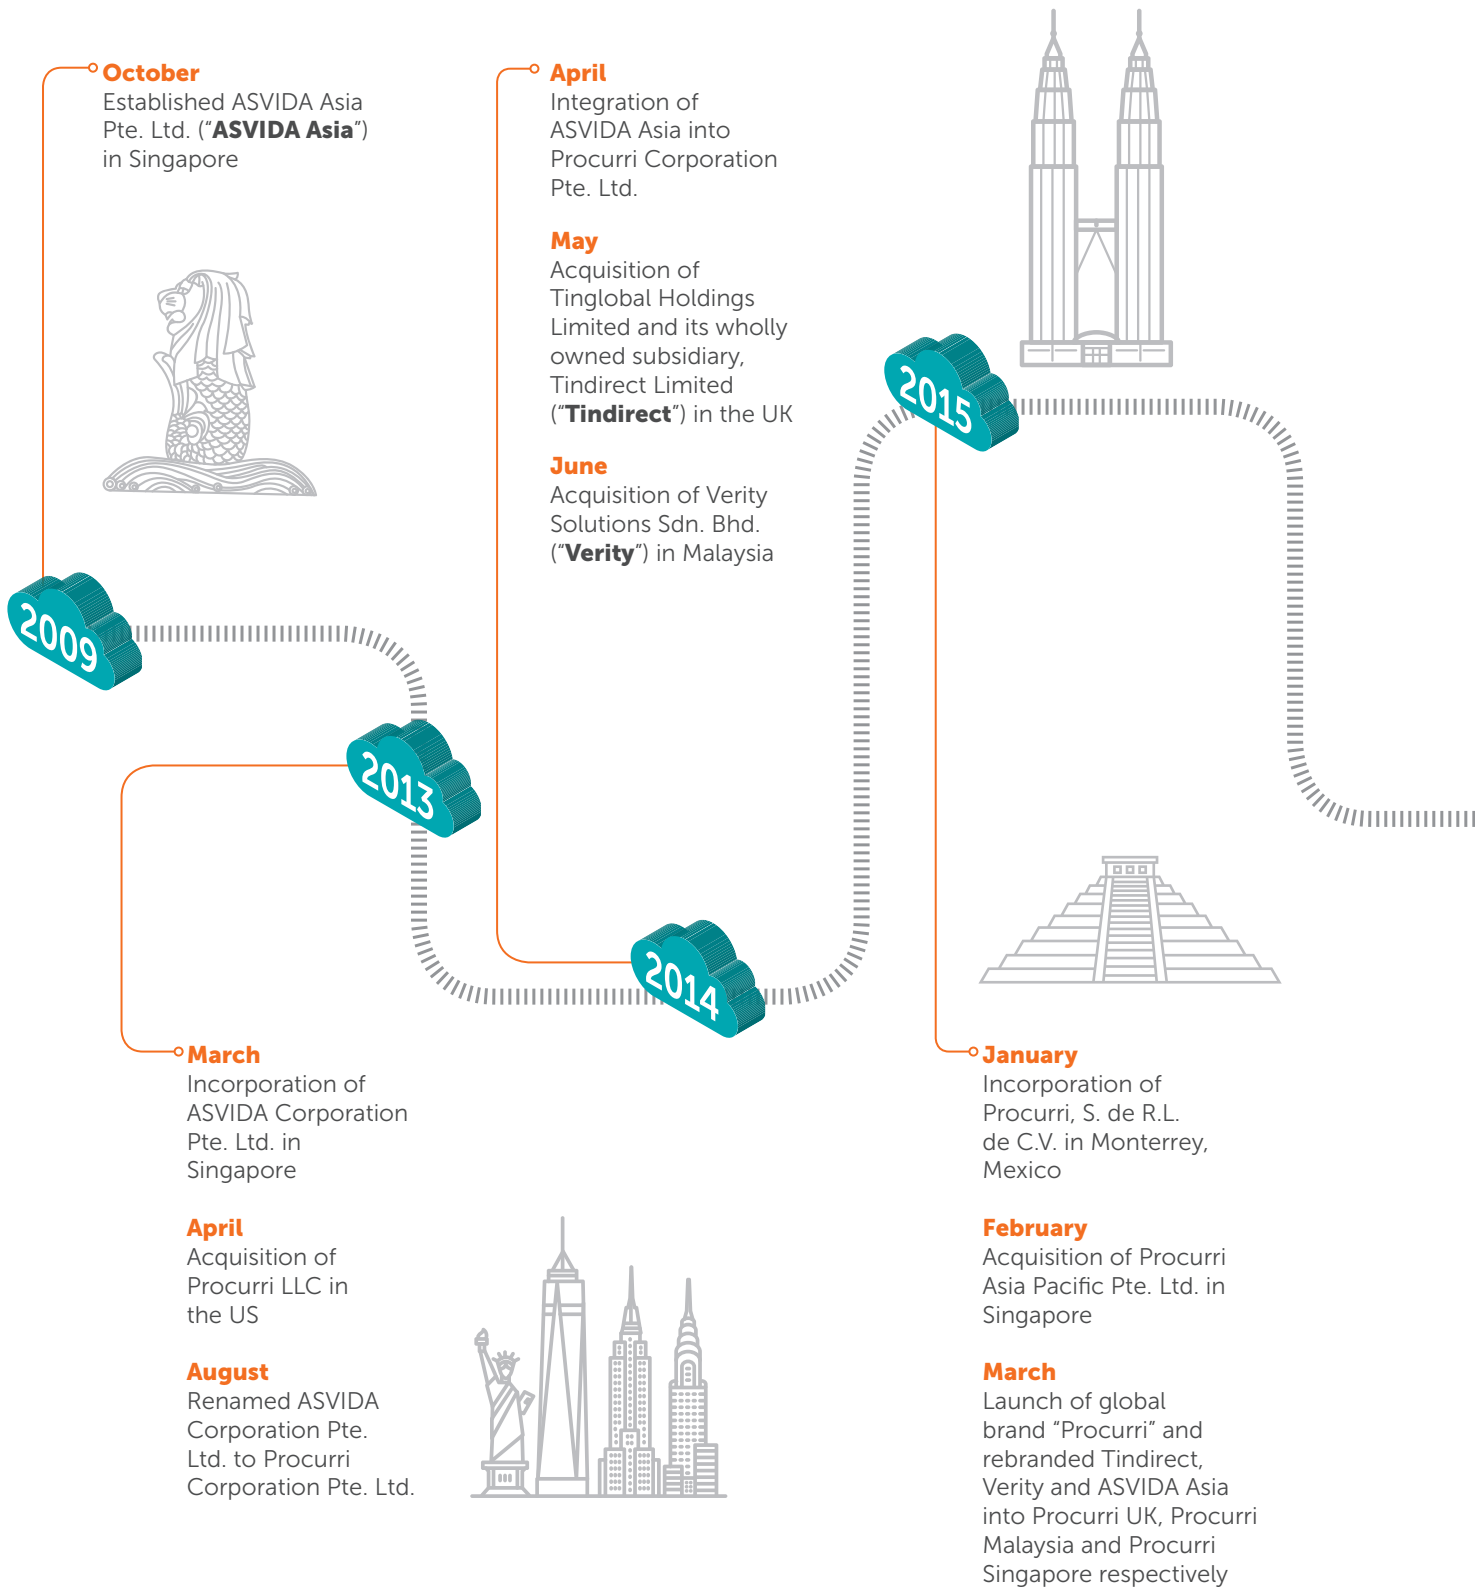 October
Established ASVIDA Asia
Pte. Ltd. (“ASVIDA Asia”)
in Singapore
2009
2013
March
Incorporation of
ASVIDA Corporation
Pte. Ltd. in
Singapore
April
Acquisition of
Procurri LLC in
the US
August
Renamed ASVIDA
Corporation Pte.
Ltd. to Procurri
Corporation Pte. Ltd.
April
Integration of
ASVIDA Asia into
Procurri Corporation
Pte. Ltd.
May
Acquisition of
Tinglobal Holdings
Limited and its wholly
owned subsidiary,
Tindirect Limited
(“Tindirect”) in the UK
June
Acquisition of Verity
Solutions Sdn. Bhd.
(“Verity”) in Malaysia
2014
2015
January
Incorporation of
Procurri, S. de R.L.
de C.V. in Monterrey,
Mexico
February
Acquisition of Procurri
Asia Pacific Pte. Ltd. in
Singapore
March
Launch of global
brand “Procurri” and
rebranded Tindirect,
Verity and ASVIDA Asia
into Procurri UK, Procurri
Malaysia and Procurri
Singapore respectively